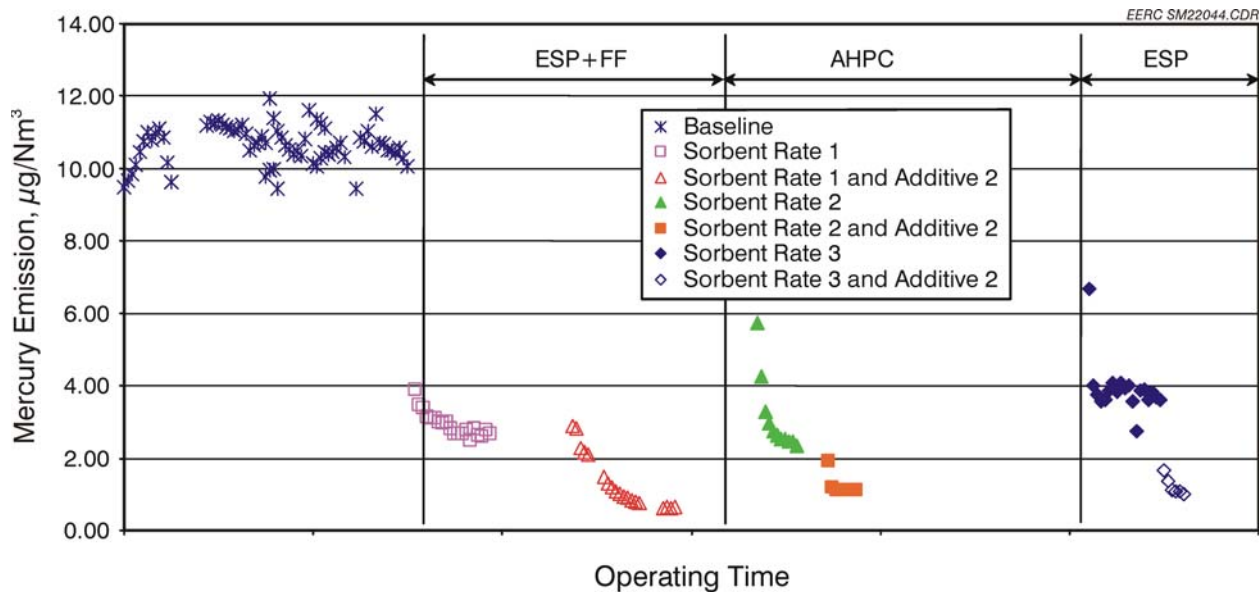 EERC SM22044.CDR
14.00
12.00
10.00
8.00
6.00
4.00
2.00
0.00
Mercury Emission, µg/Nm³
ESP+FF
AHPC
ESP
Baseline
Sorbent Rate 1
Sorbent Rate 1 and Additive 2
Sorbent Rate 2
Sorbent Rate 2 and Additive 2
Sorbent Rate 3
Sorbent Rate 3 and Additive 2
Operating Time